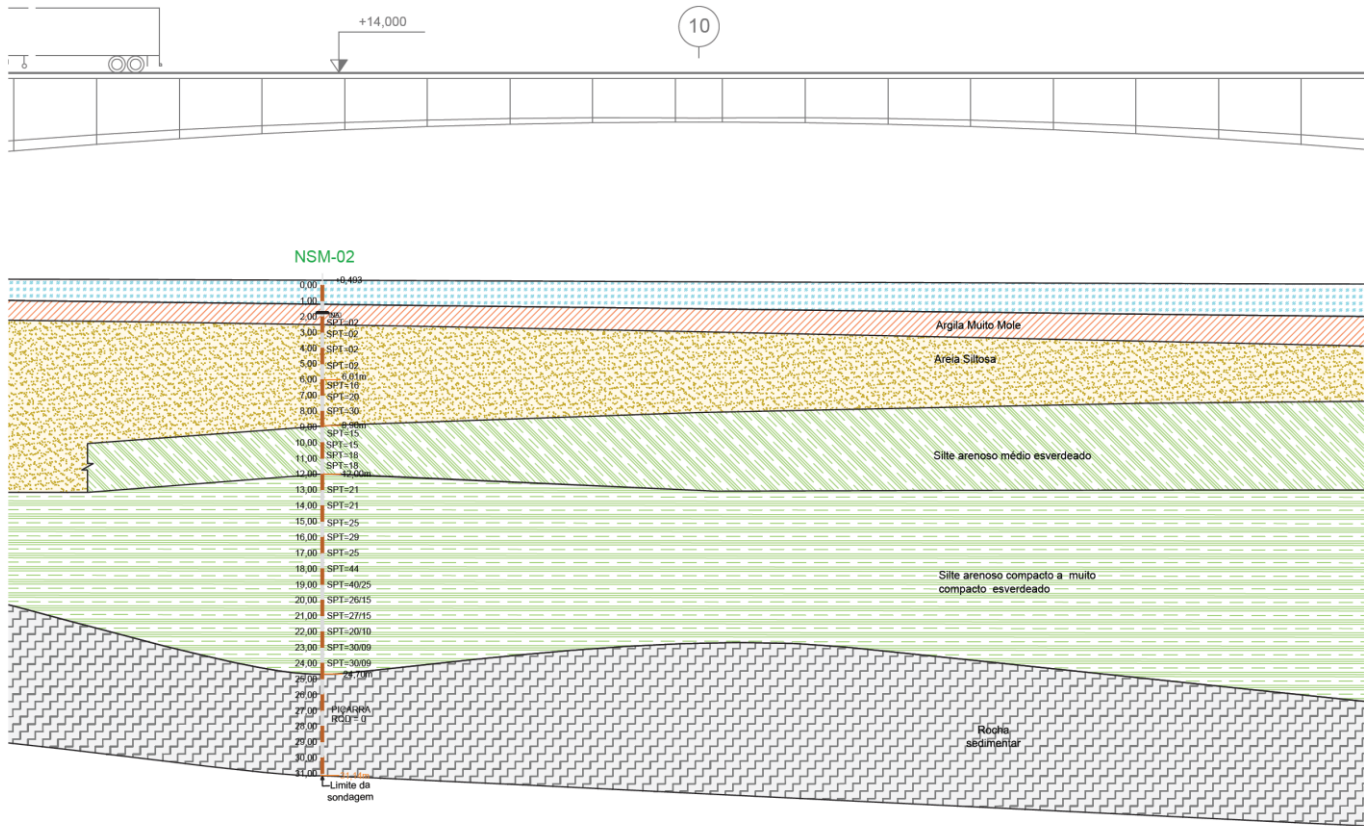 +14,000
10
NSM-02
+0,493
0,00
1,00
2,00
SPT=02
3,00
SPT=02
4,00
SPT=02
5,00
SPT=02
6,01m
6,00
SPT=16
7,00
SPT=20
8,00
SPT=30
8,90m
9,00
SPT=15
10,00
SPT=15
11,00
SPT=18
SPT=18
12,00
12,00m
13,00
SPT=21
14,00
SPT=21
15,00
SPT=25
16,00
SPT=29
17,00
SPT=25
18,00
SPT=44
19,00
SPT=40/25
20,00
SPT=26/15
21,00
SPT=27/15
22,00
SPT=20/10
23,00
SPT=30/09
24,00
SPT=30/09
24,70m
25,00
26,00
27,00
PIÇARRA
RQD = 0
28,00
29,00
30,00
31,00
Limite da
sondagem
Argila Muito Mole
Areia Siltosa
Silte arenoso médio esverdeado
Silte arenoso compacto a muito
compacto esverdeado
Rocha
sedimentar